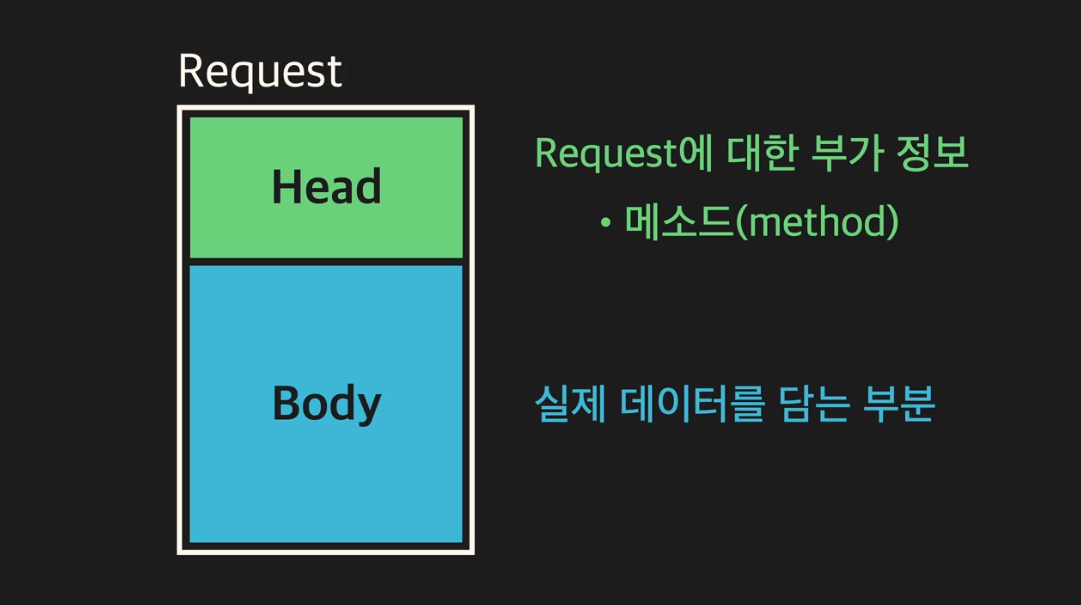 Request
Head
Request에 대한 부가 정보
• 메소드(method)
Body
실제 데이터를 담는 부분